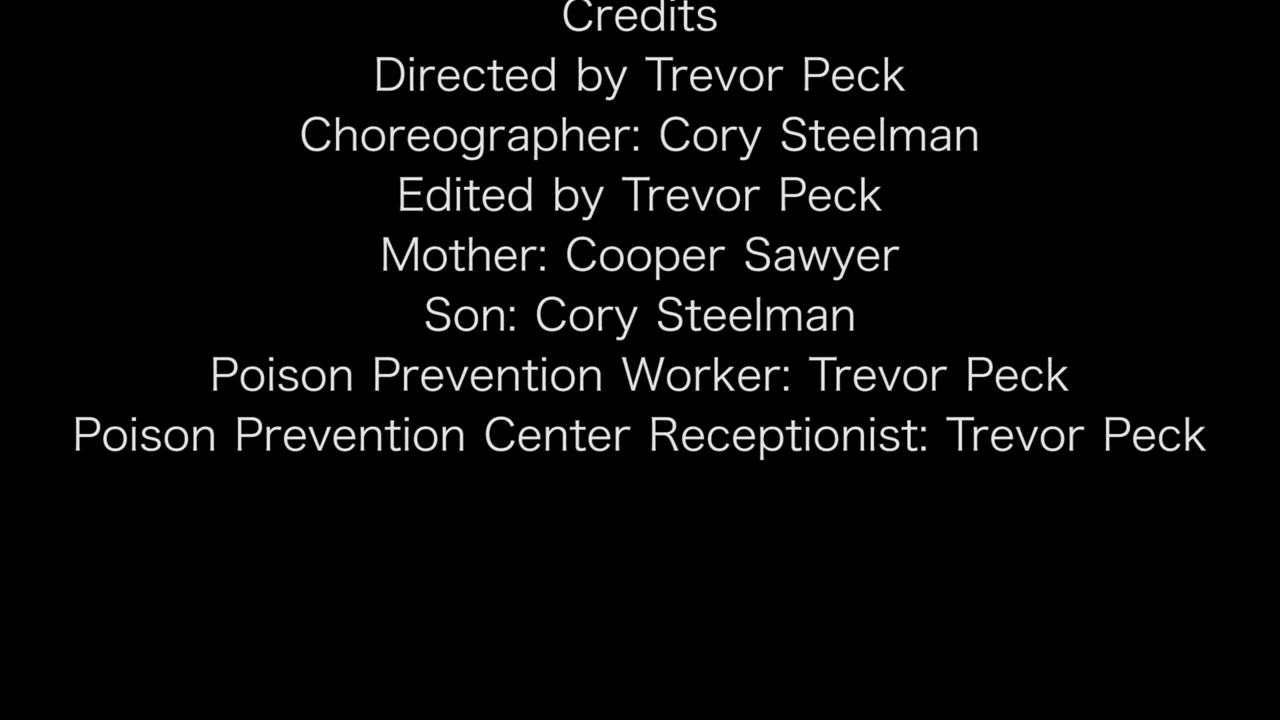 Credits
Directed by Trevor Peck
Choreographer: Cory Steelman
Edited by Trevor Peck
Mother: Cooper Sawyer
Son: Cory Steelman
Poison Prevention Worker: Trevor Peck
Poison Prevention Center Receptionist: Trevor Peck